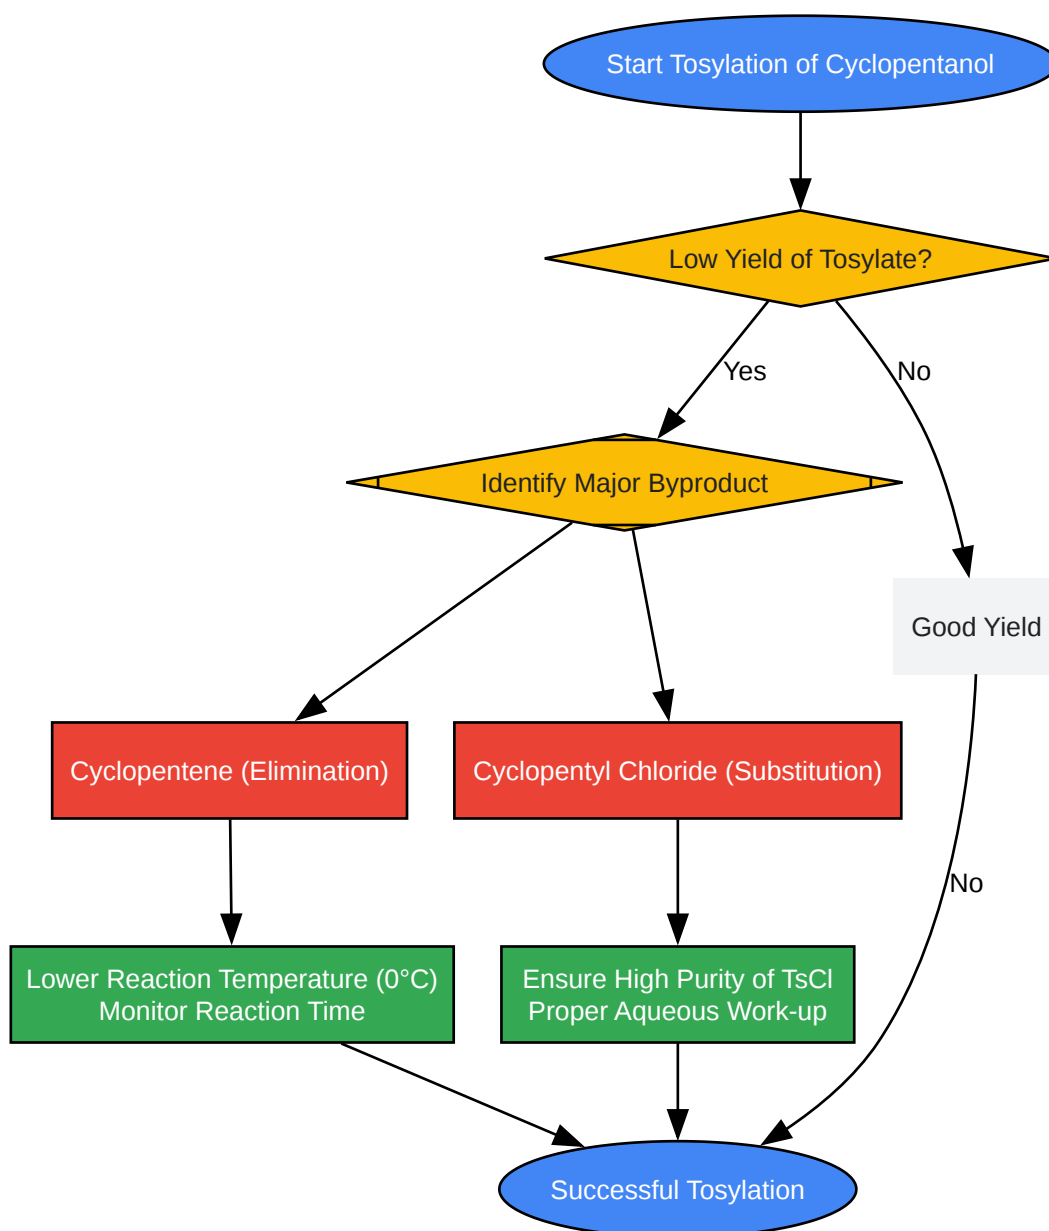 Start Tosylation of Cyclopentanol
Low Yield of Tosylate?
Yes
No
Identify Major Byproduct
Good Yield
Cyclopentene (Elimination)
Cyclopentyl Chloride (Substitution)
No
Lower Reaction Temperature (0°C)
Monitor Reaction Time
Ensure High Purity of TsCl
Proper Aqueous Work-up
Successful Tosylation